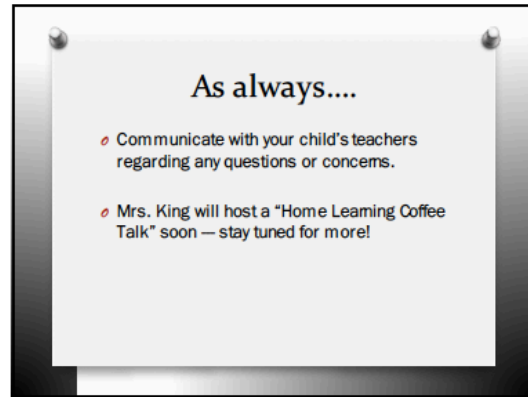 As always....
o Communicate with your child's teachers
regarding any questions or concerns.
o Mrs. King will host a “Home Learning Coffee
Talk” soon — stay tuned for more!